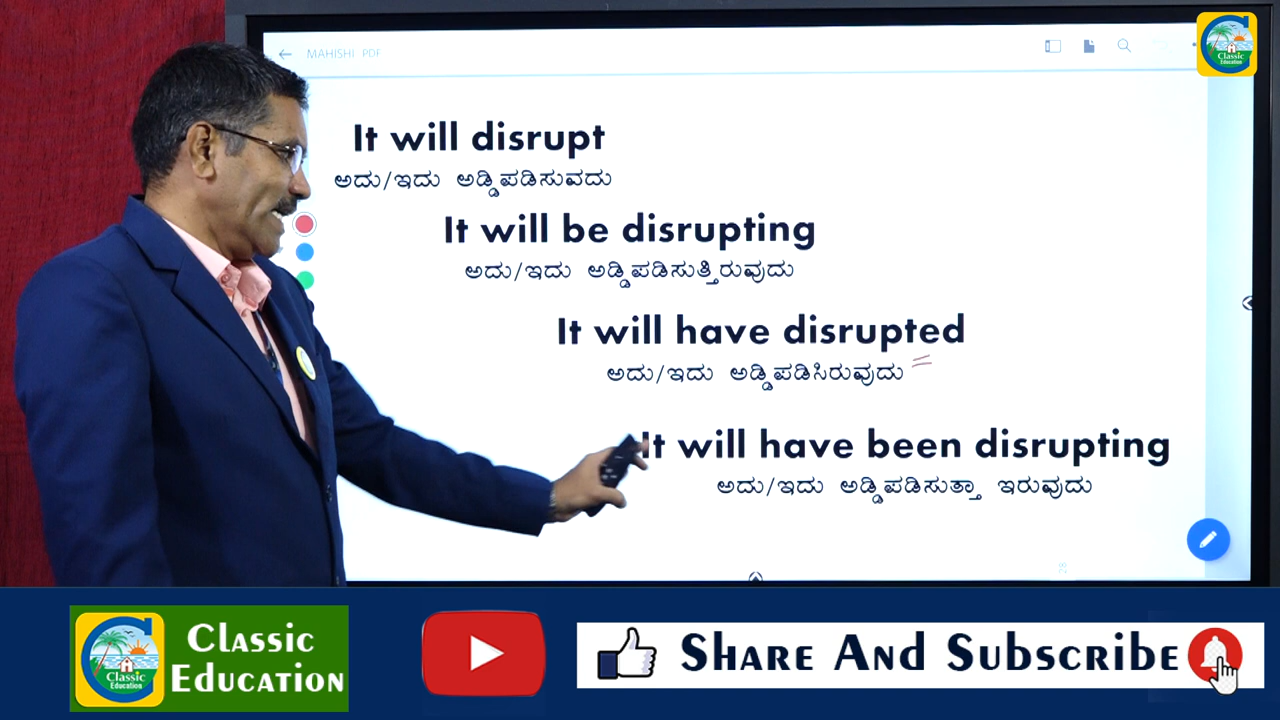 MAHISHI PDF
Classic
Education
It will disrupt
ಅದು/ಇದು ಅಡ್ಡಿಪಡಿಸುವದು
It will be disrupting
ಅದು/ಇದು ಅಡ್ಡಿಪಡಿಸುತ್ತಿರುವುದು
It will have disrupted
ಅದು/ಇದು ಅಡ್ಡಿಪಡಿಸಿರುವುದು
It will have been disrupting
ಅದು/ಇದು ಅಡ್ಡಿಪಡಿಸುತ್ತಾ ಇರುವುದು
Classic
Education
Classic
Education
Share And Subscribe